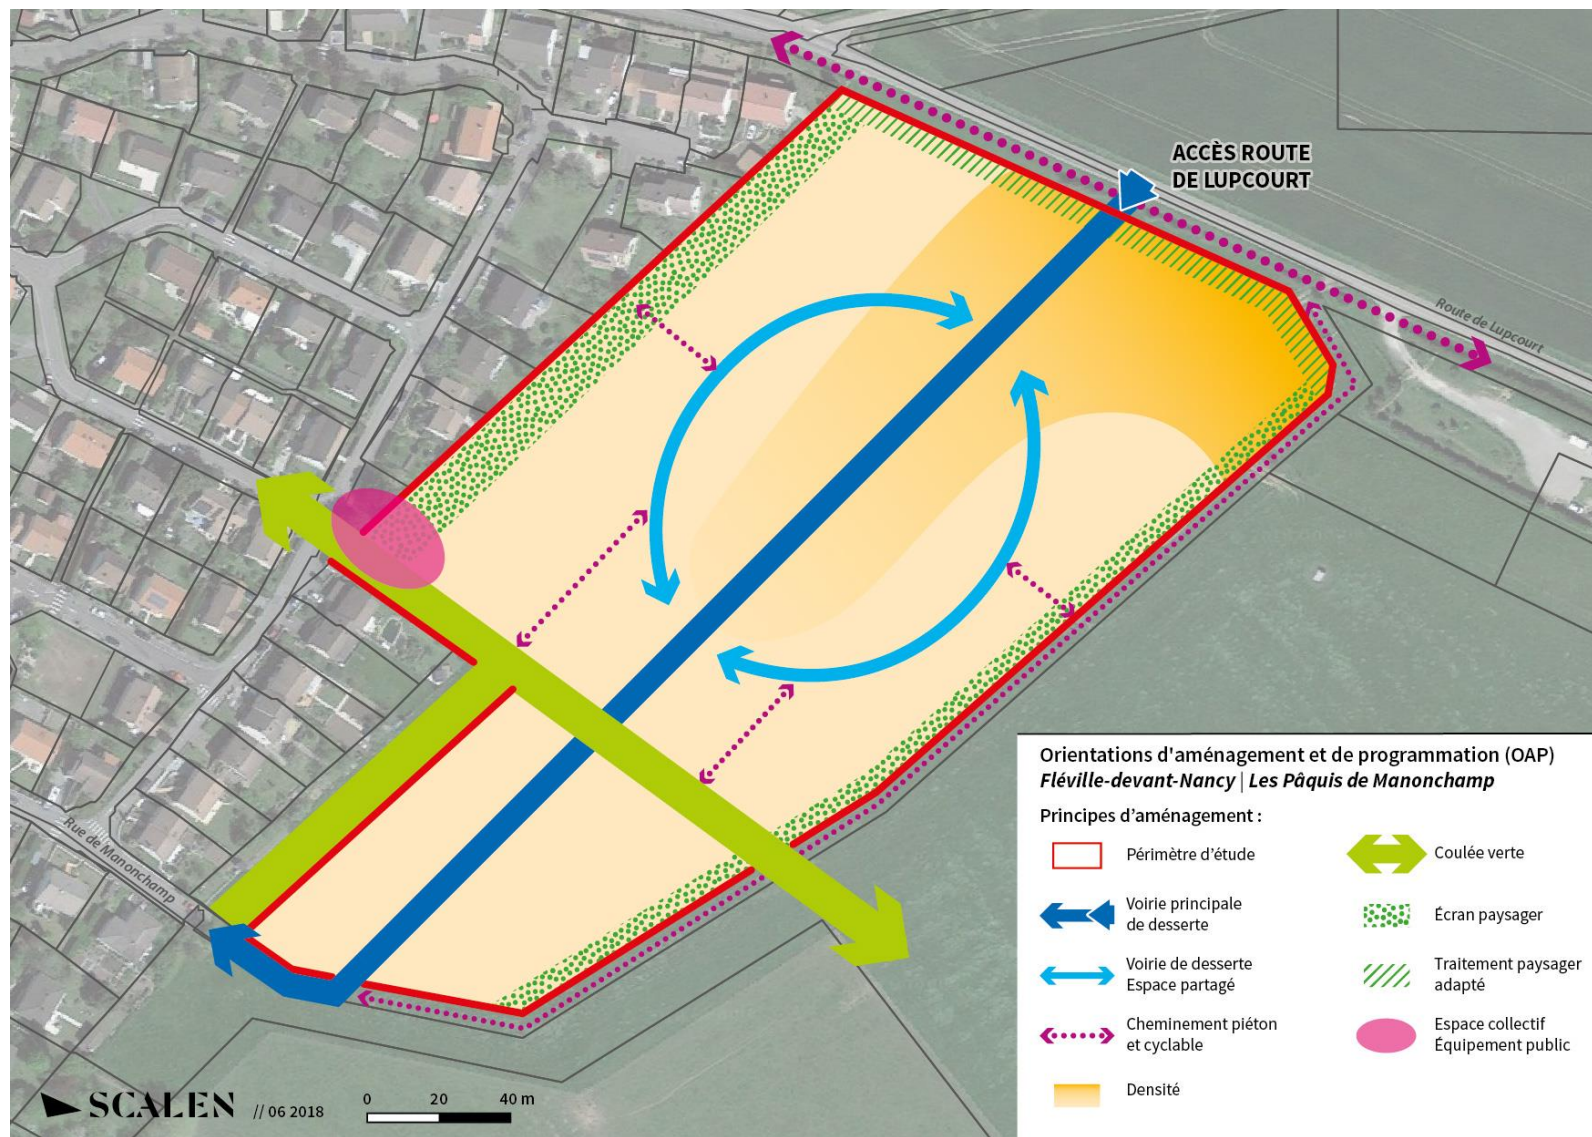 ACCÈS ROUTE
DE LUPCOURT
Route de Lupcourt
Rue de Manonchamp
Orientations d'aménagement et de programmation (OAP)
Fléville-devant-Nancy | Les Pâquis de Manonchamp
Principes d'aménagement :
Périmètre d'étude
Voirie principale
de desserte
Voirie de desserte
Espace partagé
Cheminement piéton
et cyclable
Densité
Coulée verte
Écran paysager
Traitement paysager
adapté
Espace collectif
Équipement public
SCALEN // 06 2018
0 20 40 m